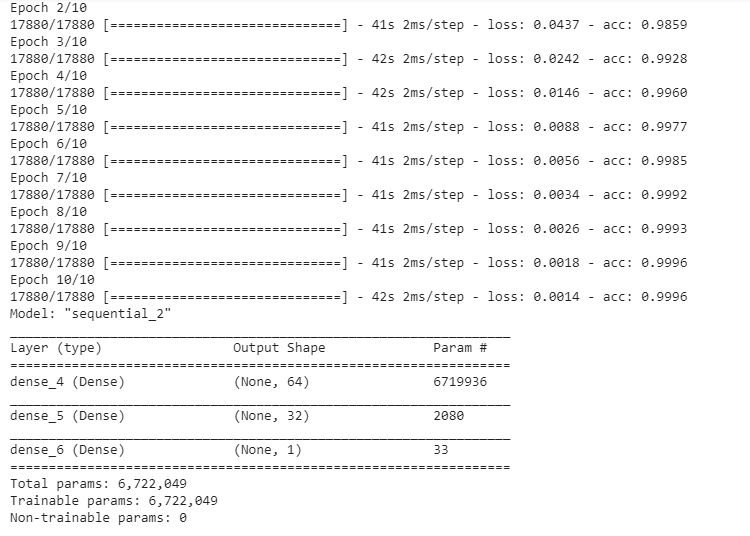 Epoch 2/10
17880/17880 [==============================] - 41s 2ms/step - loss: 0.0437 - acc: 0.9859
Epoch 3/10
17880/17880 [==============================] - 42s 2ms/step - loss: 0.0242 - acc: 0.9928
Epoch 4/10
17880/17880 [==============================] - 42s 2ms/step - loss: 0.0146 - acc: 0.9960
Epoch 5/10
17880/17880 [==============================] - 41s 2ms/step - loss: 0.0088 - acc: 0.9977
Epoch 6/10
17880/17880 [==============================] - 41s 2ms/step - loss: 0.0056 - acc: 0.9985
Epoch 7/10
17880/17880 [==============================] - 41s 2ms/step - loss: 0.0034 - acc: 0.9992
Epoch 8/10
17880/17880 [==============================] - 41s 2ms/step - loss: 0.0026 - acc: 0.9993
Epoch 9/10
17880/17880 [==============================] - 41s 2ms/step - loss: 0.0018 - acc: 0.9996
Epoch 10/10
17880/17880 [==============================] - 42s 2ms/step - loss: 0.0014 - acc: 0.9996
Model: "sequential_2"
_________________________________________________________________
Layer (type)                 Output Shape              Param #
=================================================================
dense_4 (Dense)              (None, 64)                6719936
_________________________________________________________________
dense_5 (Dense)              (None, 32)                2080
_________________________________________________________________
dense_6 (Dense)              (None, 1)                 33
=================================================================
Total params: 6,722,049
Trainable params: 6,722,049
Non-trainable params: 0